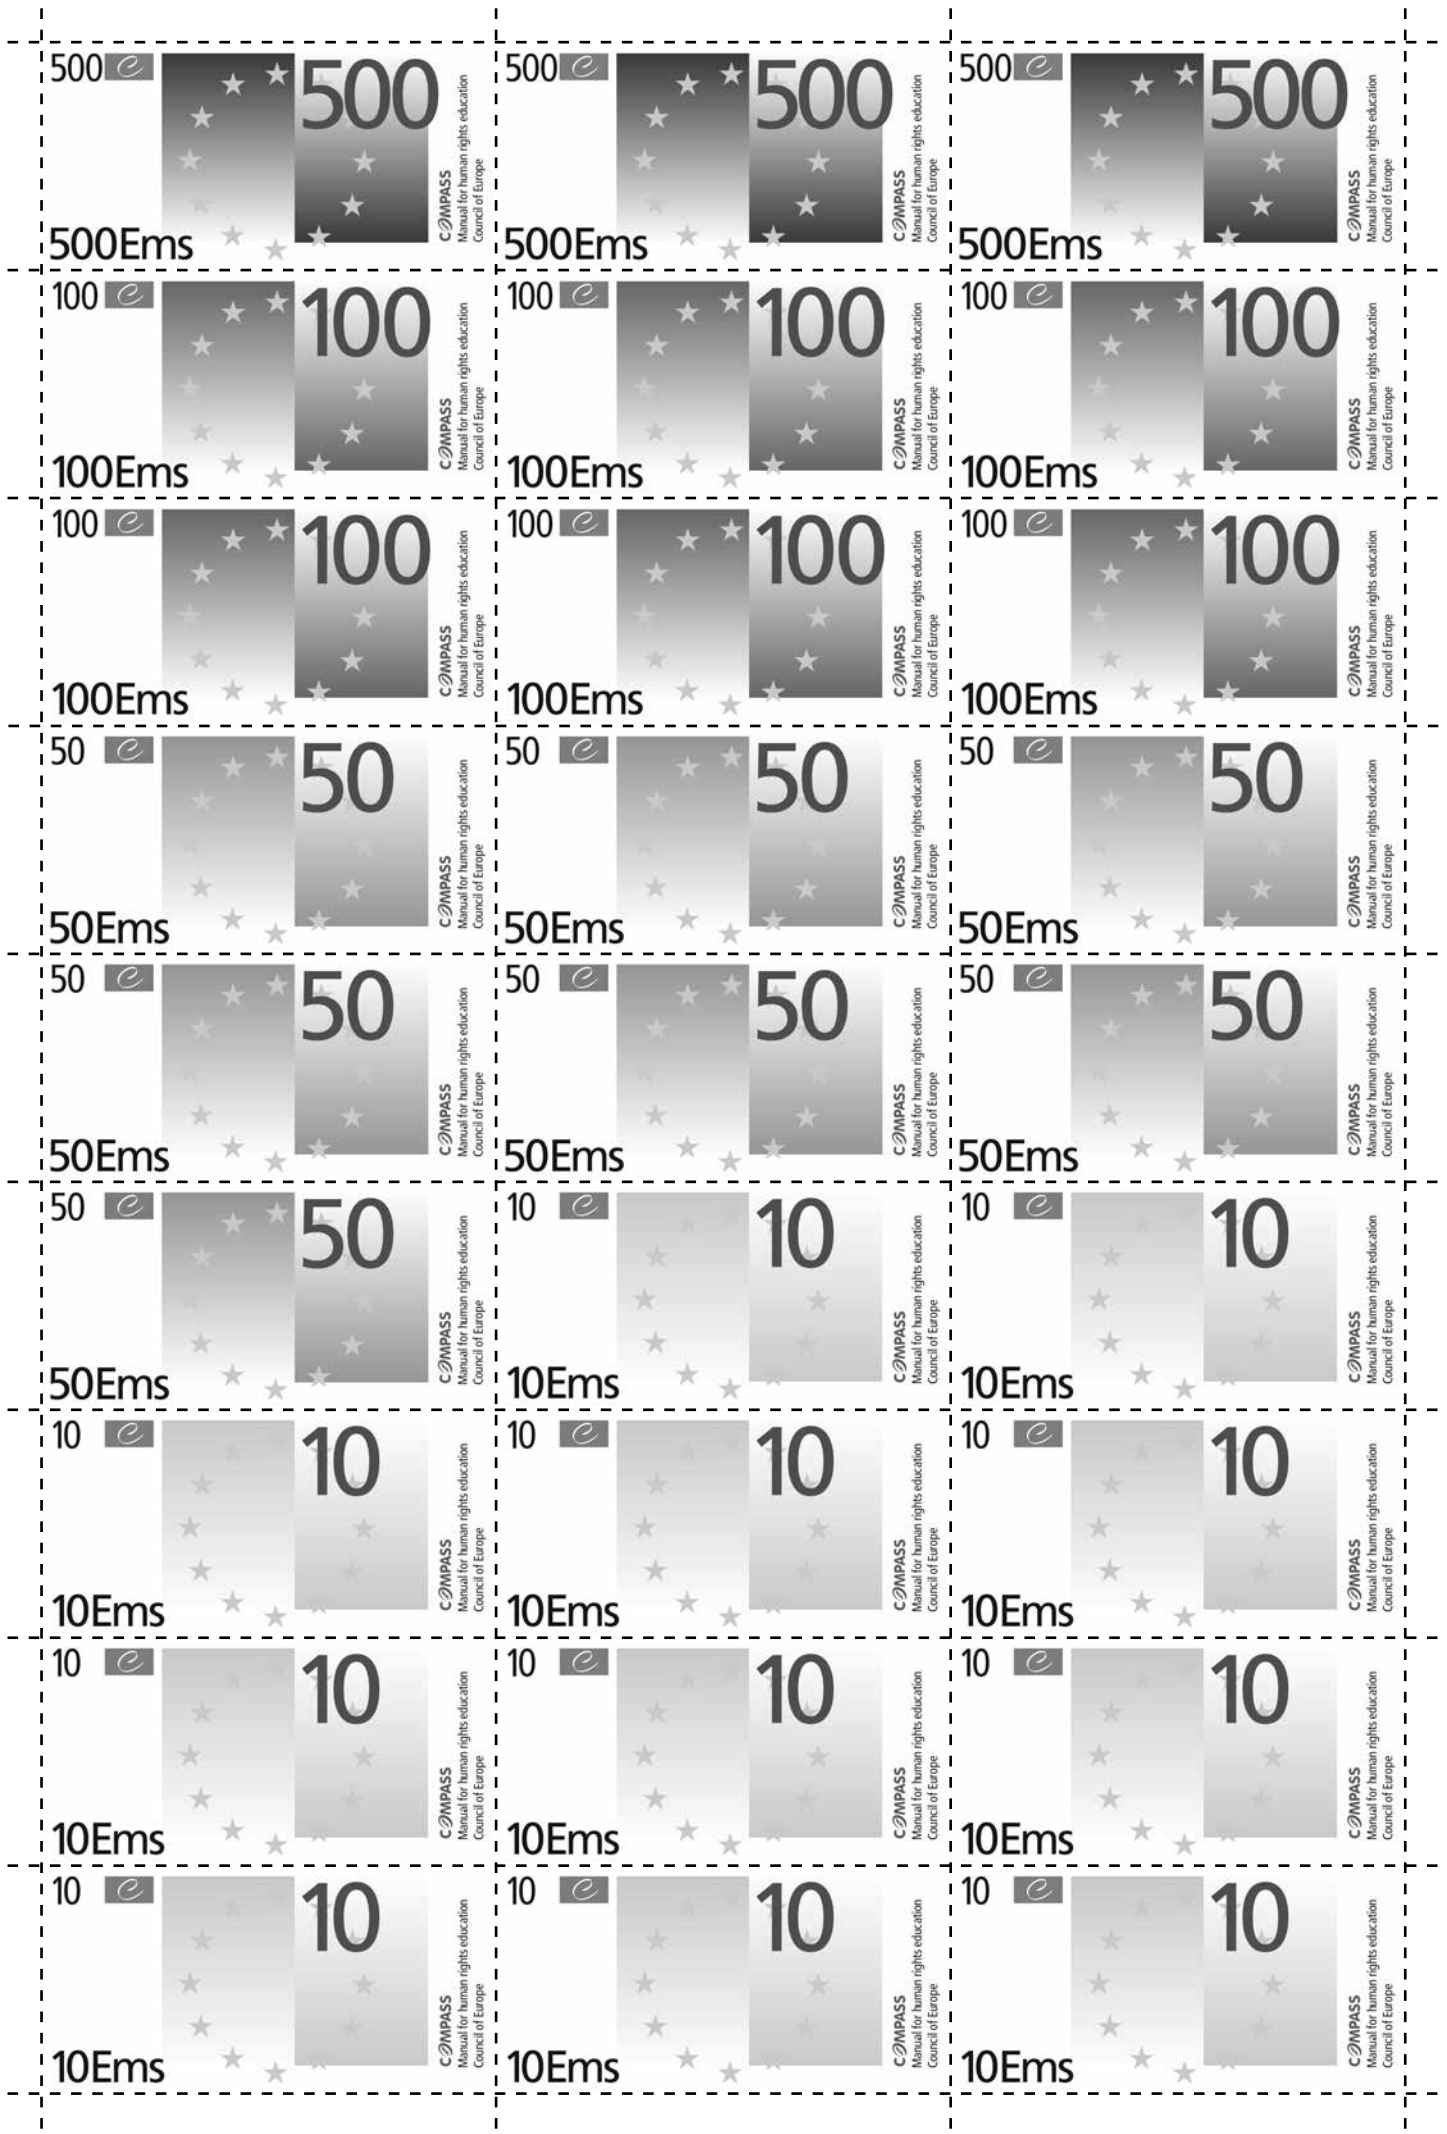 500 500 500 500 500 500
COMPASS
Manual for human rights education
Council of Europe
COMPASS
Manual for human rights education
Council of Europe
COMPASS
Manual for human rights education
Council of Europe
500Ems 500Ems 500Ems
100 100 100 100 100 100
COMPASS
Manual for human rights education
Council of Europe
COMPASS
Manual for human rights education
Council of Europe
COMPASS
Manual for human rights education
Council of Europe
100Ems 100Ems 100Ems
100 100 100 100 100 100
COMPASS
Manual for human rights education
Council of Europe
COMPASS
Manual for human rights education
Council of Europe
COMPASS
Manual for human rights education
Council of Europe
100Ems 100Ems 100Ems
50 50 50 50 50 50
COMPASS
Manual for human rights education
Council of Europe
COMPASS
Manual for human rights education
Council of Europe
COMPASS
Manual for human rights education
Council of Europe
50Ems 50Ems 50Ems
50 50 50 50 50 50
COMPASS
Manual for human rights education
Council of Europe
COMPASS
Manual for human rights education
Council of Europe
COMPASS
Manual for human rights education
Council of Europe
50Ems 50Ems 50Ems
50 50 10 10 10 10
COMPASS
Manual for human rights education
Council of Europe
COMPASS
Manual for human rights education
Council of Europe
COMPASS
Manual for human rights education
Council of Europe
50Ems 10Ems 10Ems
10 10 10 10 10 10
COMPASS
Manual for human rights education
Council of Europe
COMPASS
Manual for human rights education
Council of Europe
COMPASS
Manual for human rights education
Council of Europe
10Ems 10Ems 10Ems
10 10 10 10 10 10
COMPASS
Manual for human rights education
Council of Europe
COMPASS
Manual for human rights education
Council of Europe
COMPASS
Manual for human rights education
Council of Europe
10Ems 10Ems 10Ems
10 10 10 10 10 10
COMPASS
Manual for human rights education
Council of Europe
COMPASS
Manual for human rights education
Council of Europe
COMPASS
Manual for human rights education
Council of Europe
10Ems 10Ems 10Ems